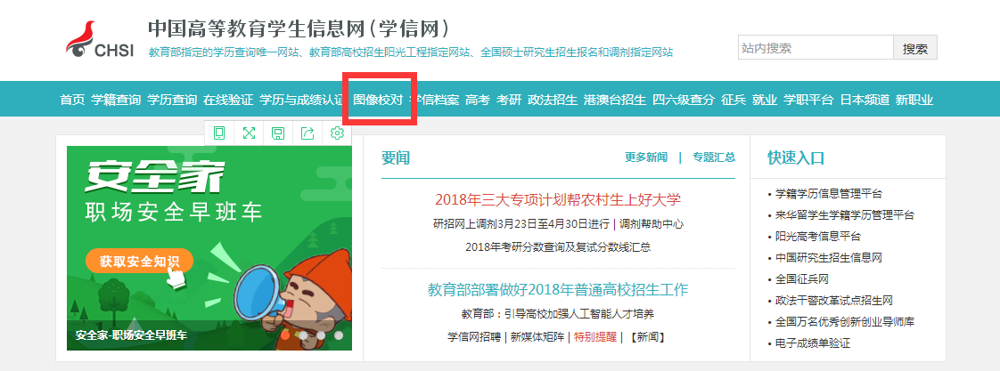 CHSI
中国高等教育学生信息网(学信网)
教育部指定的学历查询唯一网站、教育部高校招生阳光工程指定网站、全国硕士研究生招生报名和调剂指定网站
站内搜索 搜索
首页 学籍查询 学历查询 在线验证 学历与成绩认证 图像校对 学信档案 高考 考研 政法招生 港澳台招生 四六级查分 征兵 就业 学职平台 日本频道 新职业
安全家
职场安全早班车
获取安全知识
安全家-职场安全早班车
要闻 更多新闻 | 专题汇总
2018年三大专项计划帮农村生上好大学
研招网上调剂3月23日至4月30日进行 | 调剂帮助中心
2018年考研分数查询及复试分数线汇总
教育部部署做好2018年普通高校招生工作
教育部：引导高校加强人工智能人才培养
学信网招聘 | 新媒体矩阵 | 特别提醒 | 【新闻】
快速入口
• 学籍学历信息管理平台
• 来华留学生学籍学历管理平台
• 阳光高考信息平台
• 中国研究生招生信息网
• 全国征兵网
• 政法干警改革试点招生网
• 全国万名优秀创新创业导师库
• 电子成绩单验证